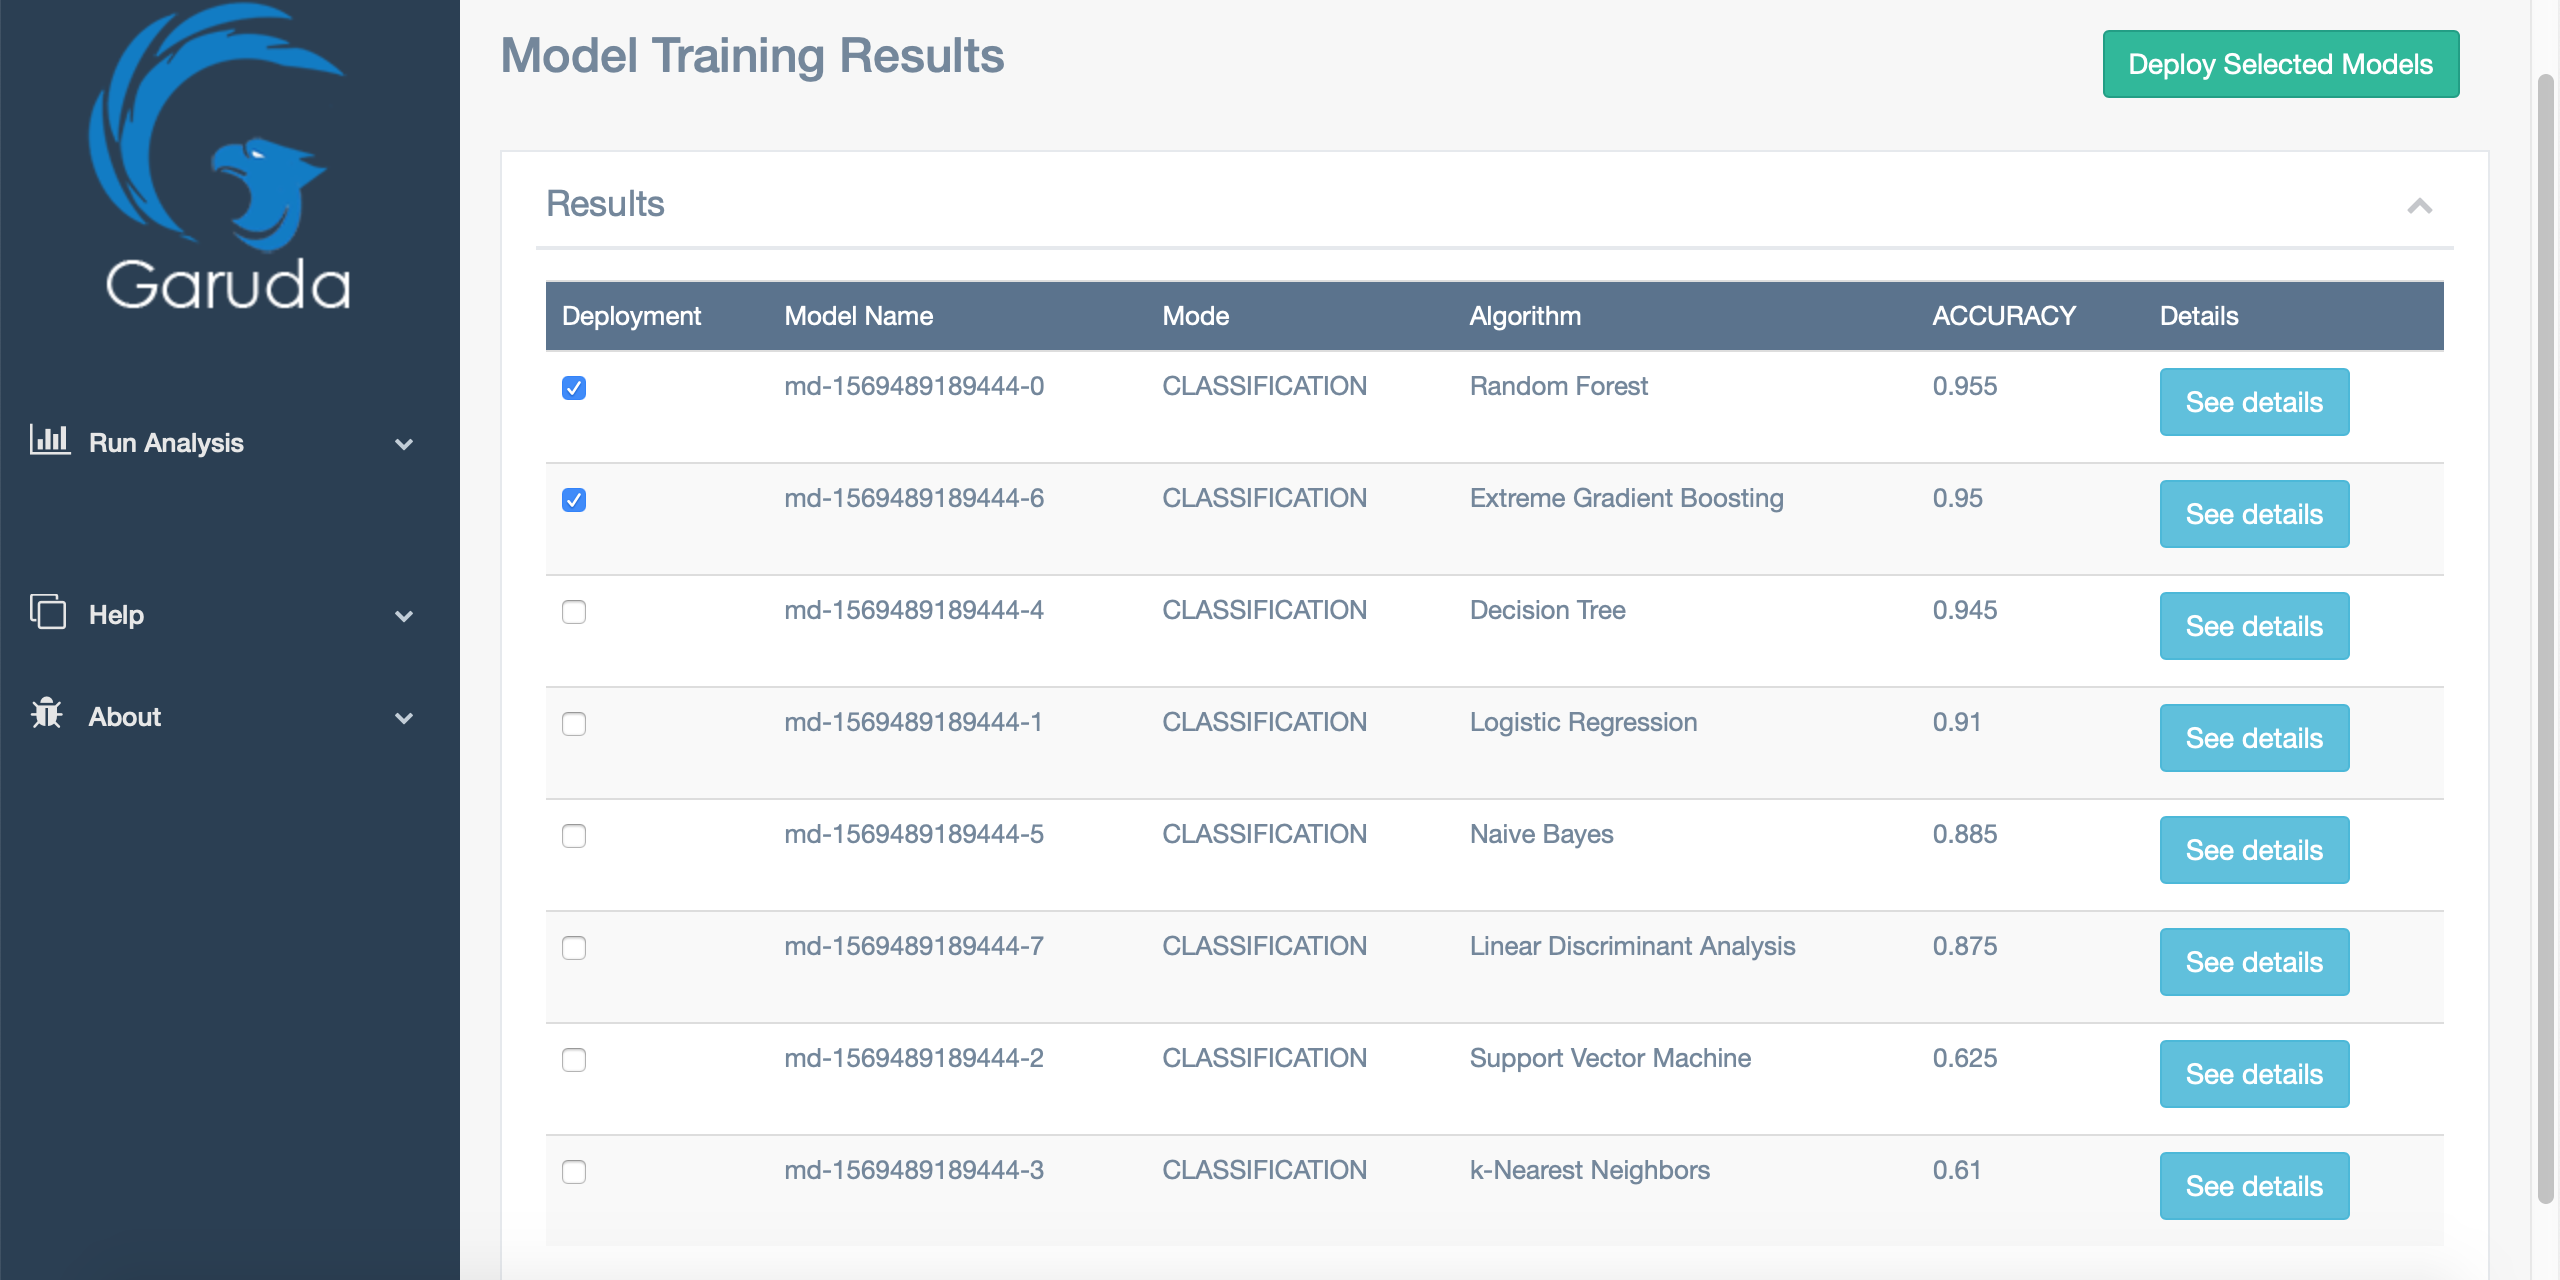 Garuda
Run Analysis
Help
About
Model Training Results
Deploy Selected Models
Results
Deployment Model Name Mode Algorithm ACCURACY Details
md-1569489189444-0 CLASSIFICATION Random Forest 0.955 See details
md-1569489189444-6 CLASSIFICATION Extreme Gradient Boosting 0.95 See details
md-1569489189444-4 CLASSIFICATION Decision Tree 0.945 See details
md-1569489189444-1 CLASSIFICATION Logistic Regression 0.91 See details
md-1569489189444-5 CLASSIFICATION Naive Bayes 0.885 See details
md-1569489189444-7 CLASSIFICATION Linear Discriminant Analysis 0.875 See details
md-1569489189444-2 CLASSIFICATION Support Vector Machine 0.625 See details
md-1569489189444-3 CLASSIFICATION k-Nearest Neighbors 0.61 See details